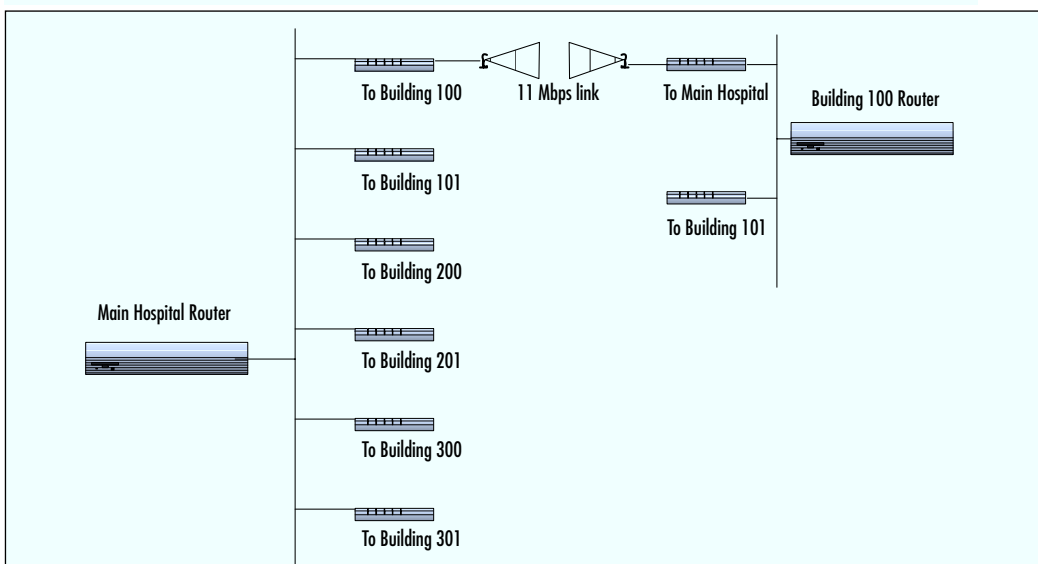 To Building 100
11 Mbps link
To Main Hospital
Building 100 Router
To Building 101
To Building 101
To Building 200
Main Hospital Router
To Building 201
To Building 300
To Building 301